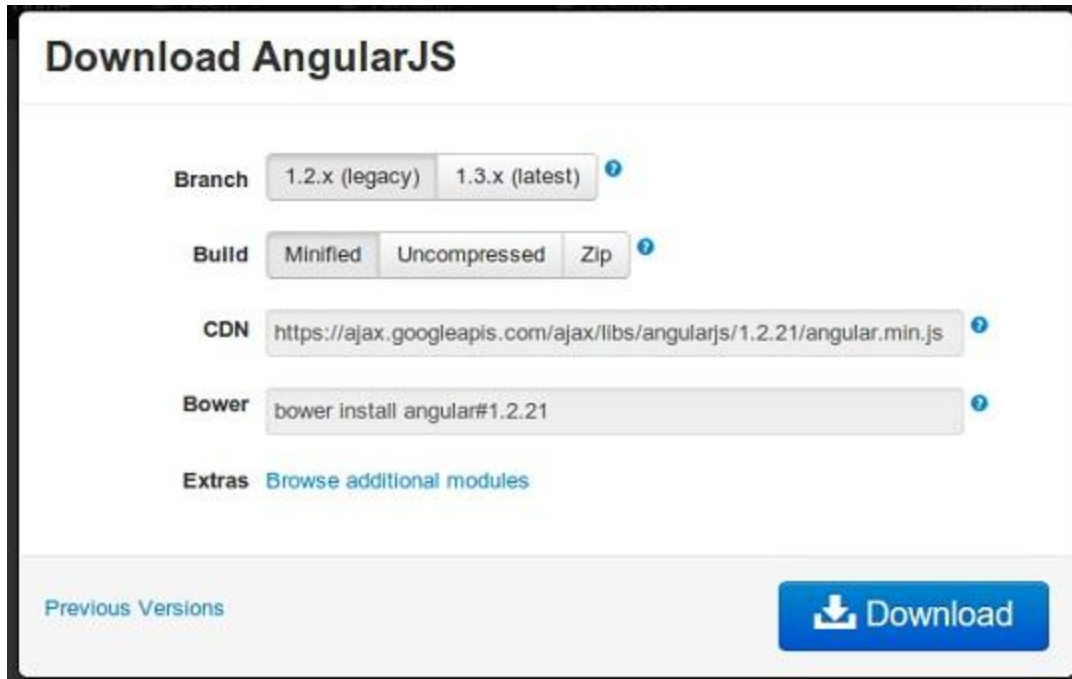 Download AngularJS
Branch 1.2.x (legacy) 1.3.x (latest) ?
Build Minified Uncompressed Zip ?
CDN https://ajax.googleapis.com/ajax/libs/angularjs/1.2.21/angular.min.js ?
Bower bower install angular#1.2.21 ?
Extras Browse additional modules
Previous Versions Download